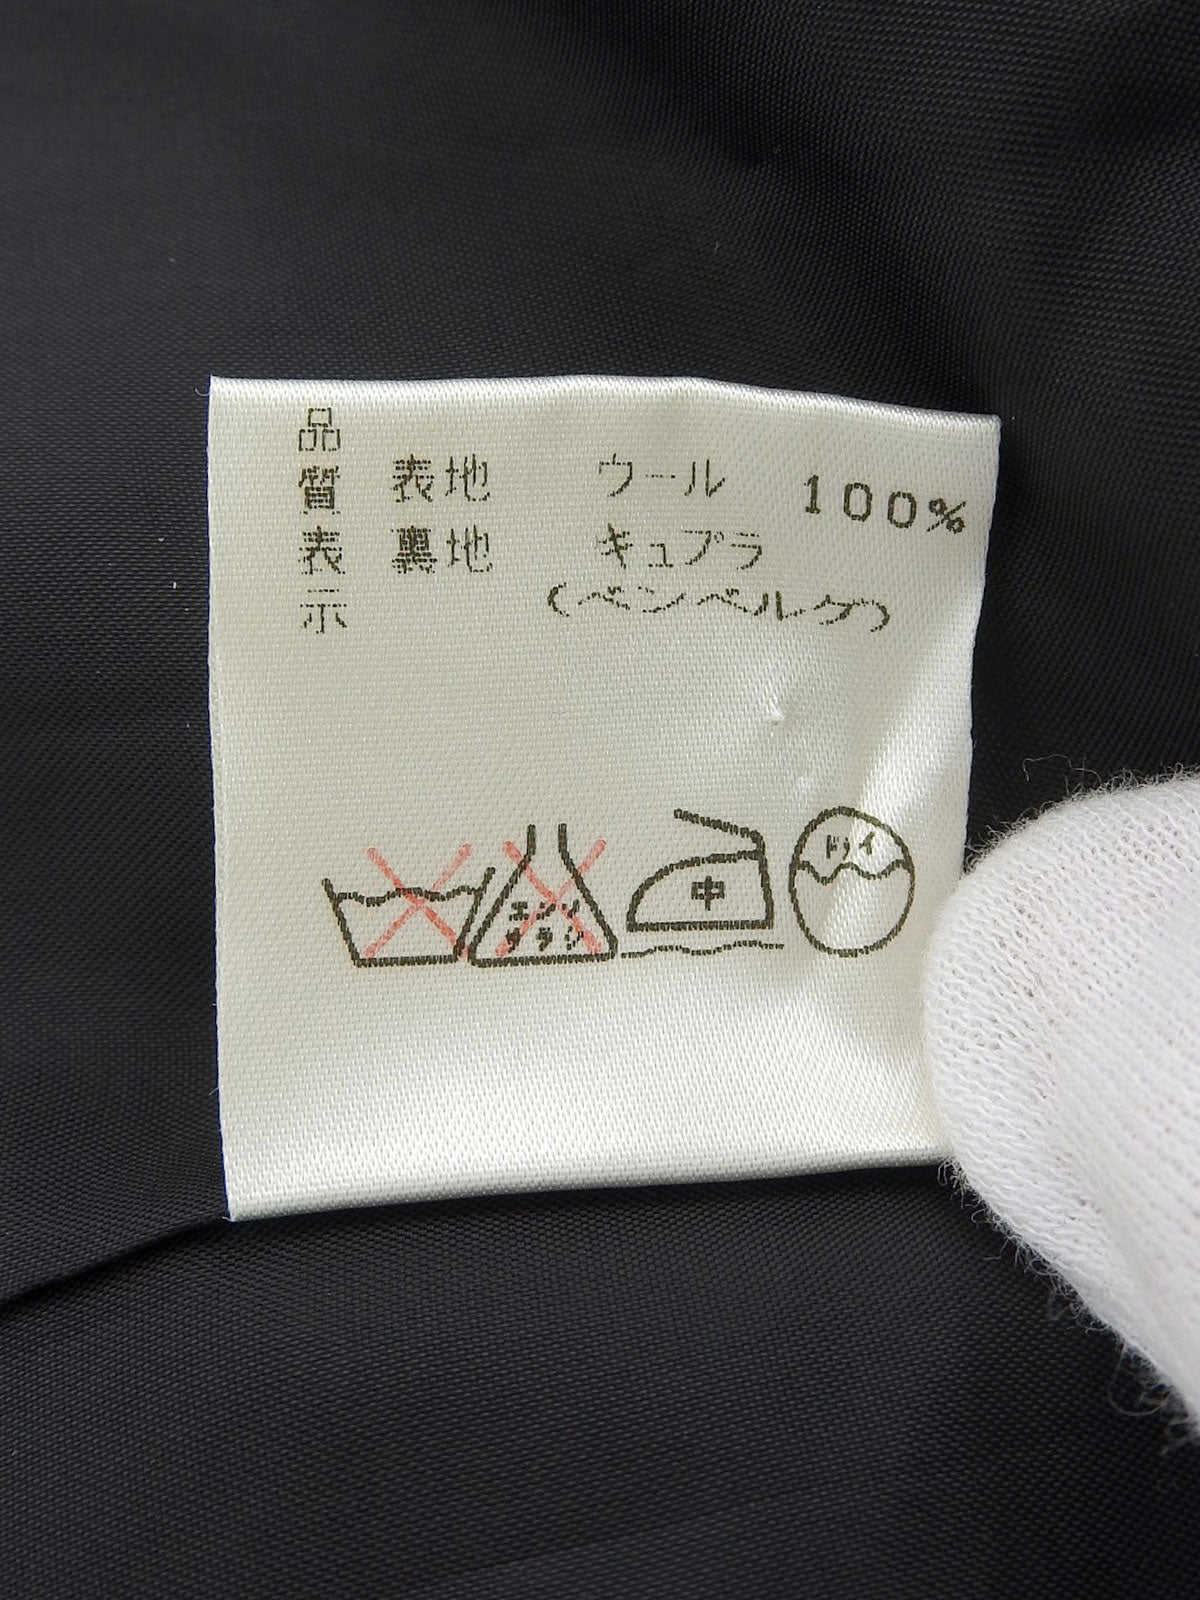 品質表示
表地 ウール 100%
裏地 キュプラ
(ベンベルグ)
エンソ
サラシ
中
ドライ